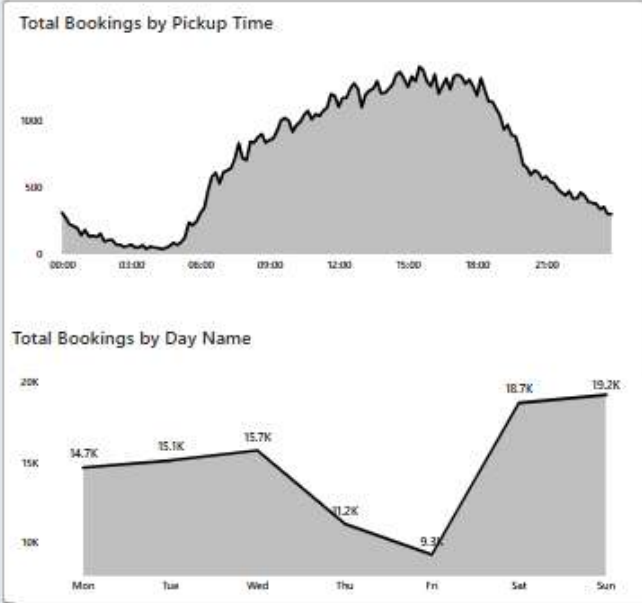 Total Bookings by Pickup Time
1000
500
0
00:00 03:00 06:00 09:00 12:00 15:00 18:00 21:00
Total Bookings by Day Name
20K
18.7K 19.2K
14.7K 15.1K 15.7K
15K
11.2K
10K
9.3K
Mon Tue Wed Thu Fri Sat Sun